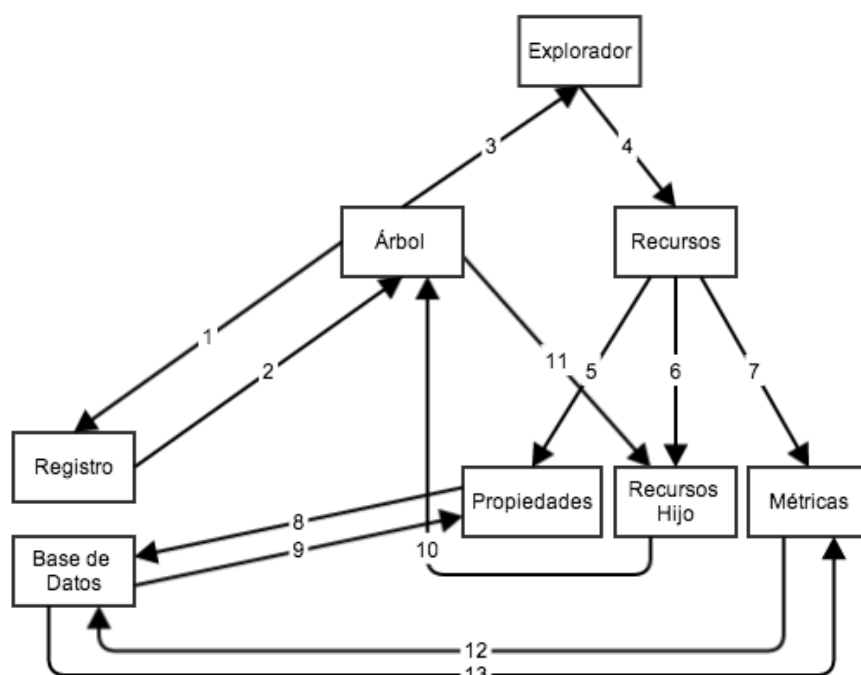 Explorador
3
4
Árbol
Recursos
1
2
11
5
6
7
Registro
Propiedades
Recursos
Hijo
Métricas
8
9
10
Base de
Datos
12
13